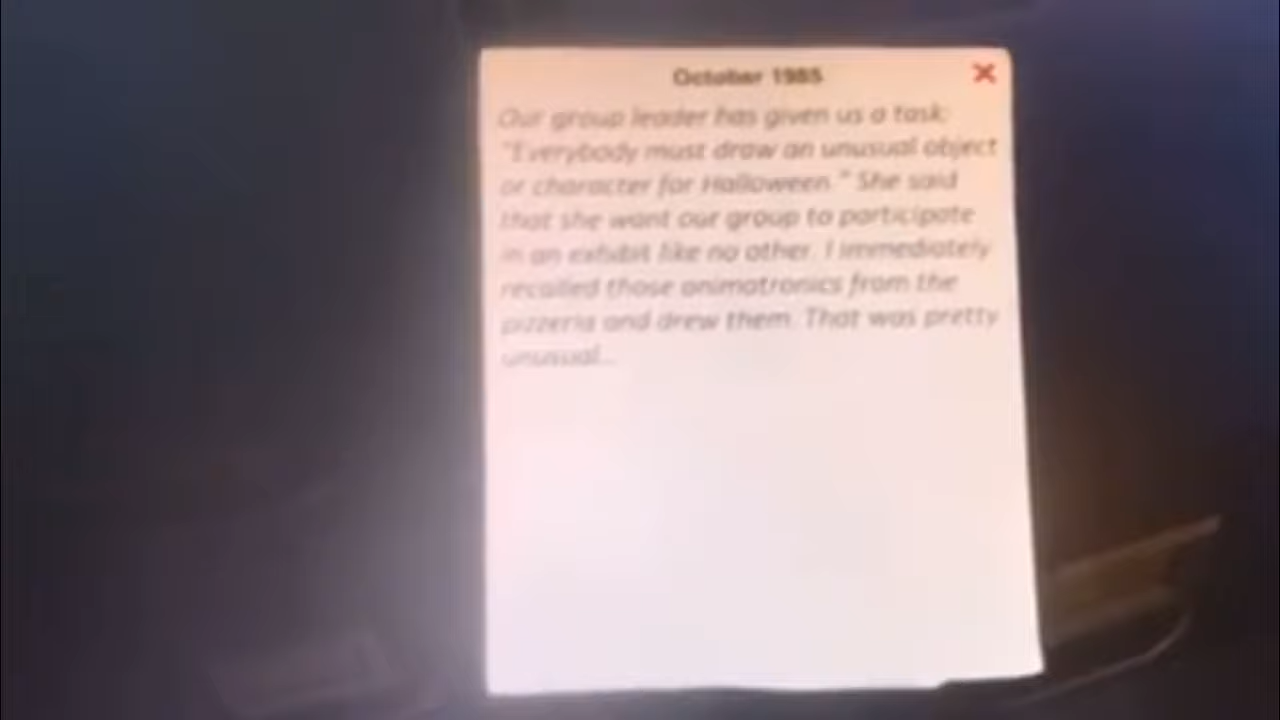 October 1985
Our group leader has given us a task:
"Everybody must draw an unusual object
or character for Halloween." She said
that she want our group to participate
in an exhibit like no other. I immediately
recalled those animatronics from the
pizzeria and drew them. That was pretty
unusual...